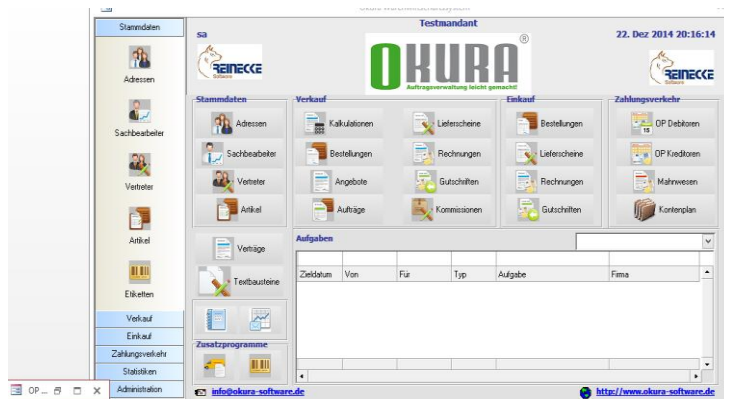 Stammdaten
Testmandant
sa
22. Dez 2014 20:16:14
REINECKE
Software
OKURA®
Auftragsverwaltung leicht gemacht!
REINECKE
Software
Adressen
Sachbearbeiter
Vertreter
Artikel
Etiketten
Verkauf
Einkauf
Zahlungsverkehr
Statistiken
Administration
Stammdaten
Adressen
Sachbearbeiter
Vertreter
Artikel
Verkauf
Kalkulationen
Lieferscheine
Bestellungen
Rechnungen
Angebote
Gutschriften
Aufträge
Kommissionen
Einkauf
Bestellungen
Lieferscheine
Rechnungen
Gutschriften
Zahlungsverkehr
OP Debitoren
OP Kreditoren
Mahnwesen
Kontenplan
Verträge
Textbausteine
Zusatzprogramme
Aufgaben
Zieldatum Von Für Typ Aufgabe Firma
OP ...
info@okura-software.de
http://www.okura-software.de